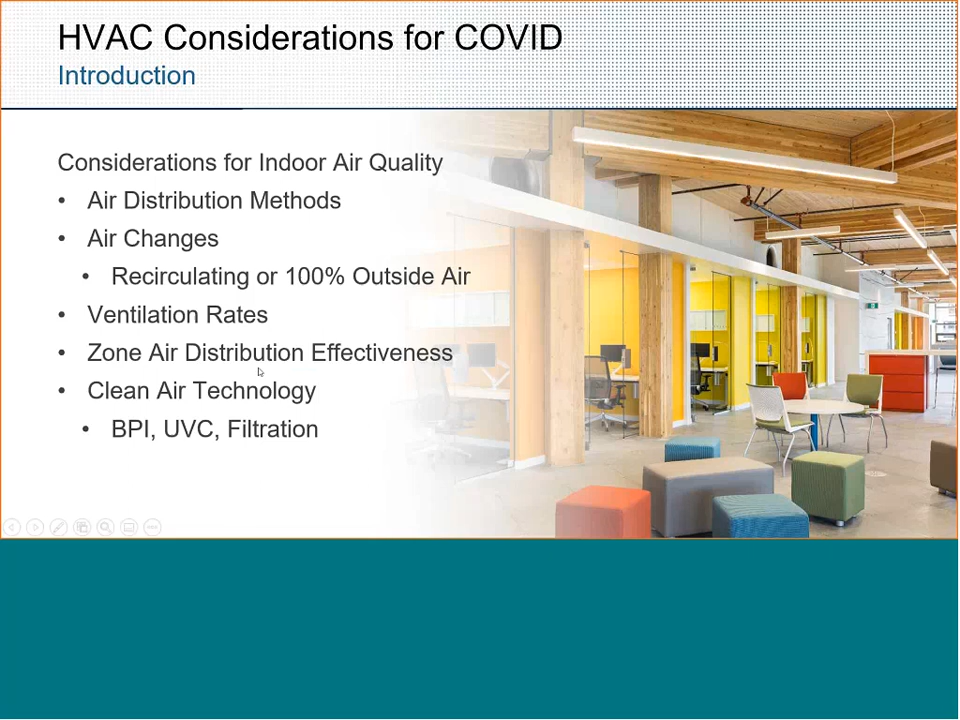 HVAC Considerations for COVID
Introduction
Considerations for Indoor Air Quality
• Air Distribution Methods
• Air Changes
• Recirculating or 100% Outside Air
• Ventilation Rates
• Zone Air Distribution Effectiveness
• Clean Air Technology
• BPI, UVC, Filtration